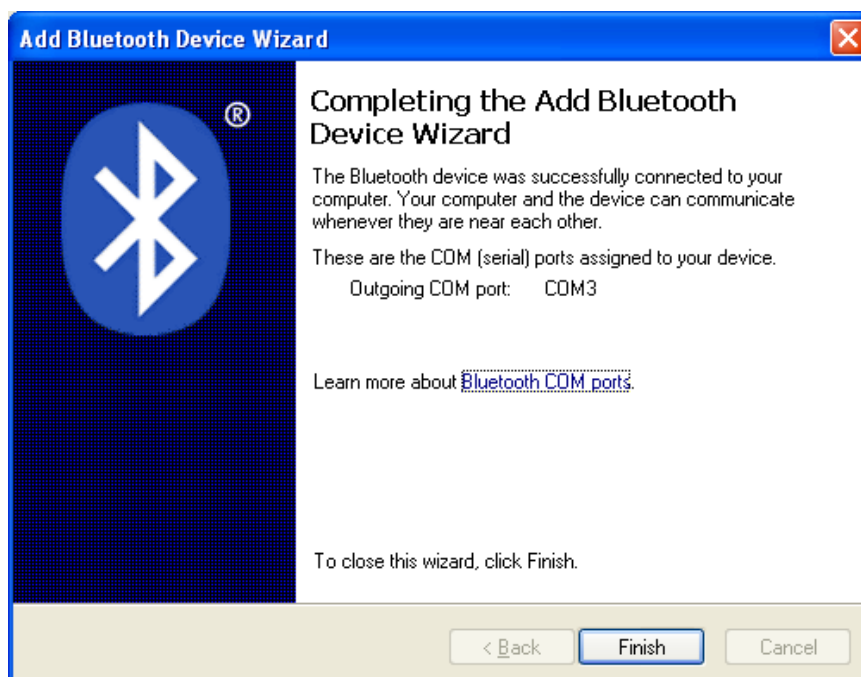 Add Bluetooth Device Wizard
®
Completing the Add Bluetooth
Device Wizard
The Bluetooth device was successfully connected to your
computer. Your computer and the device can communicate
whenever they are near each other.
These are the COM (serial) ports assigned to your device.
Outgoing COM port: COM3
Learn more about Bluetooth COM ports.
To close this wizard, click Finish.
< Back Finish Cancel